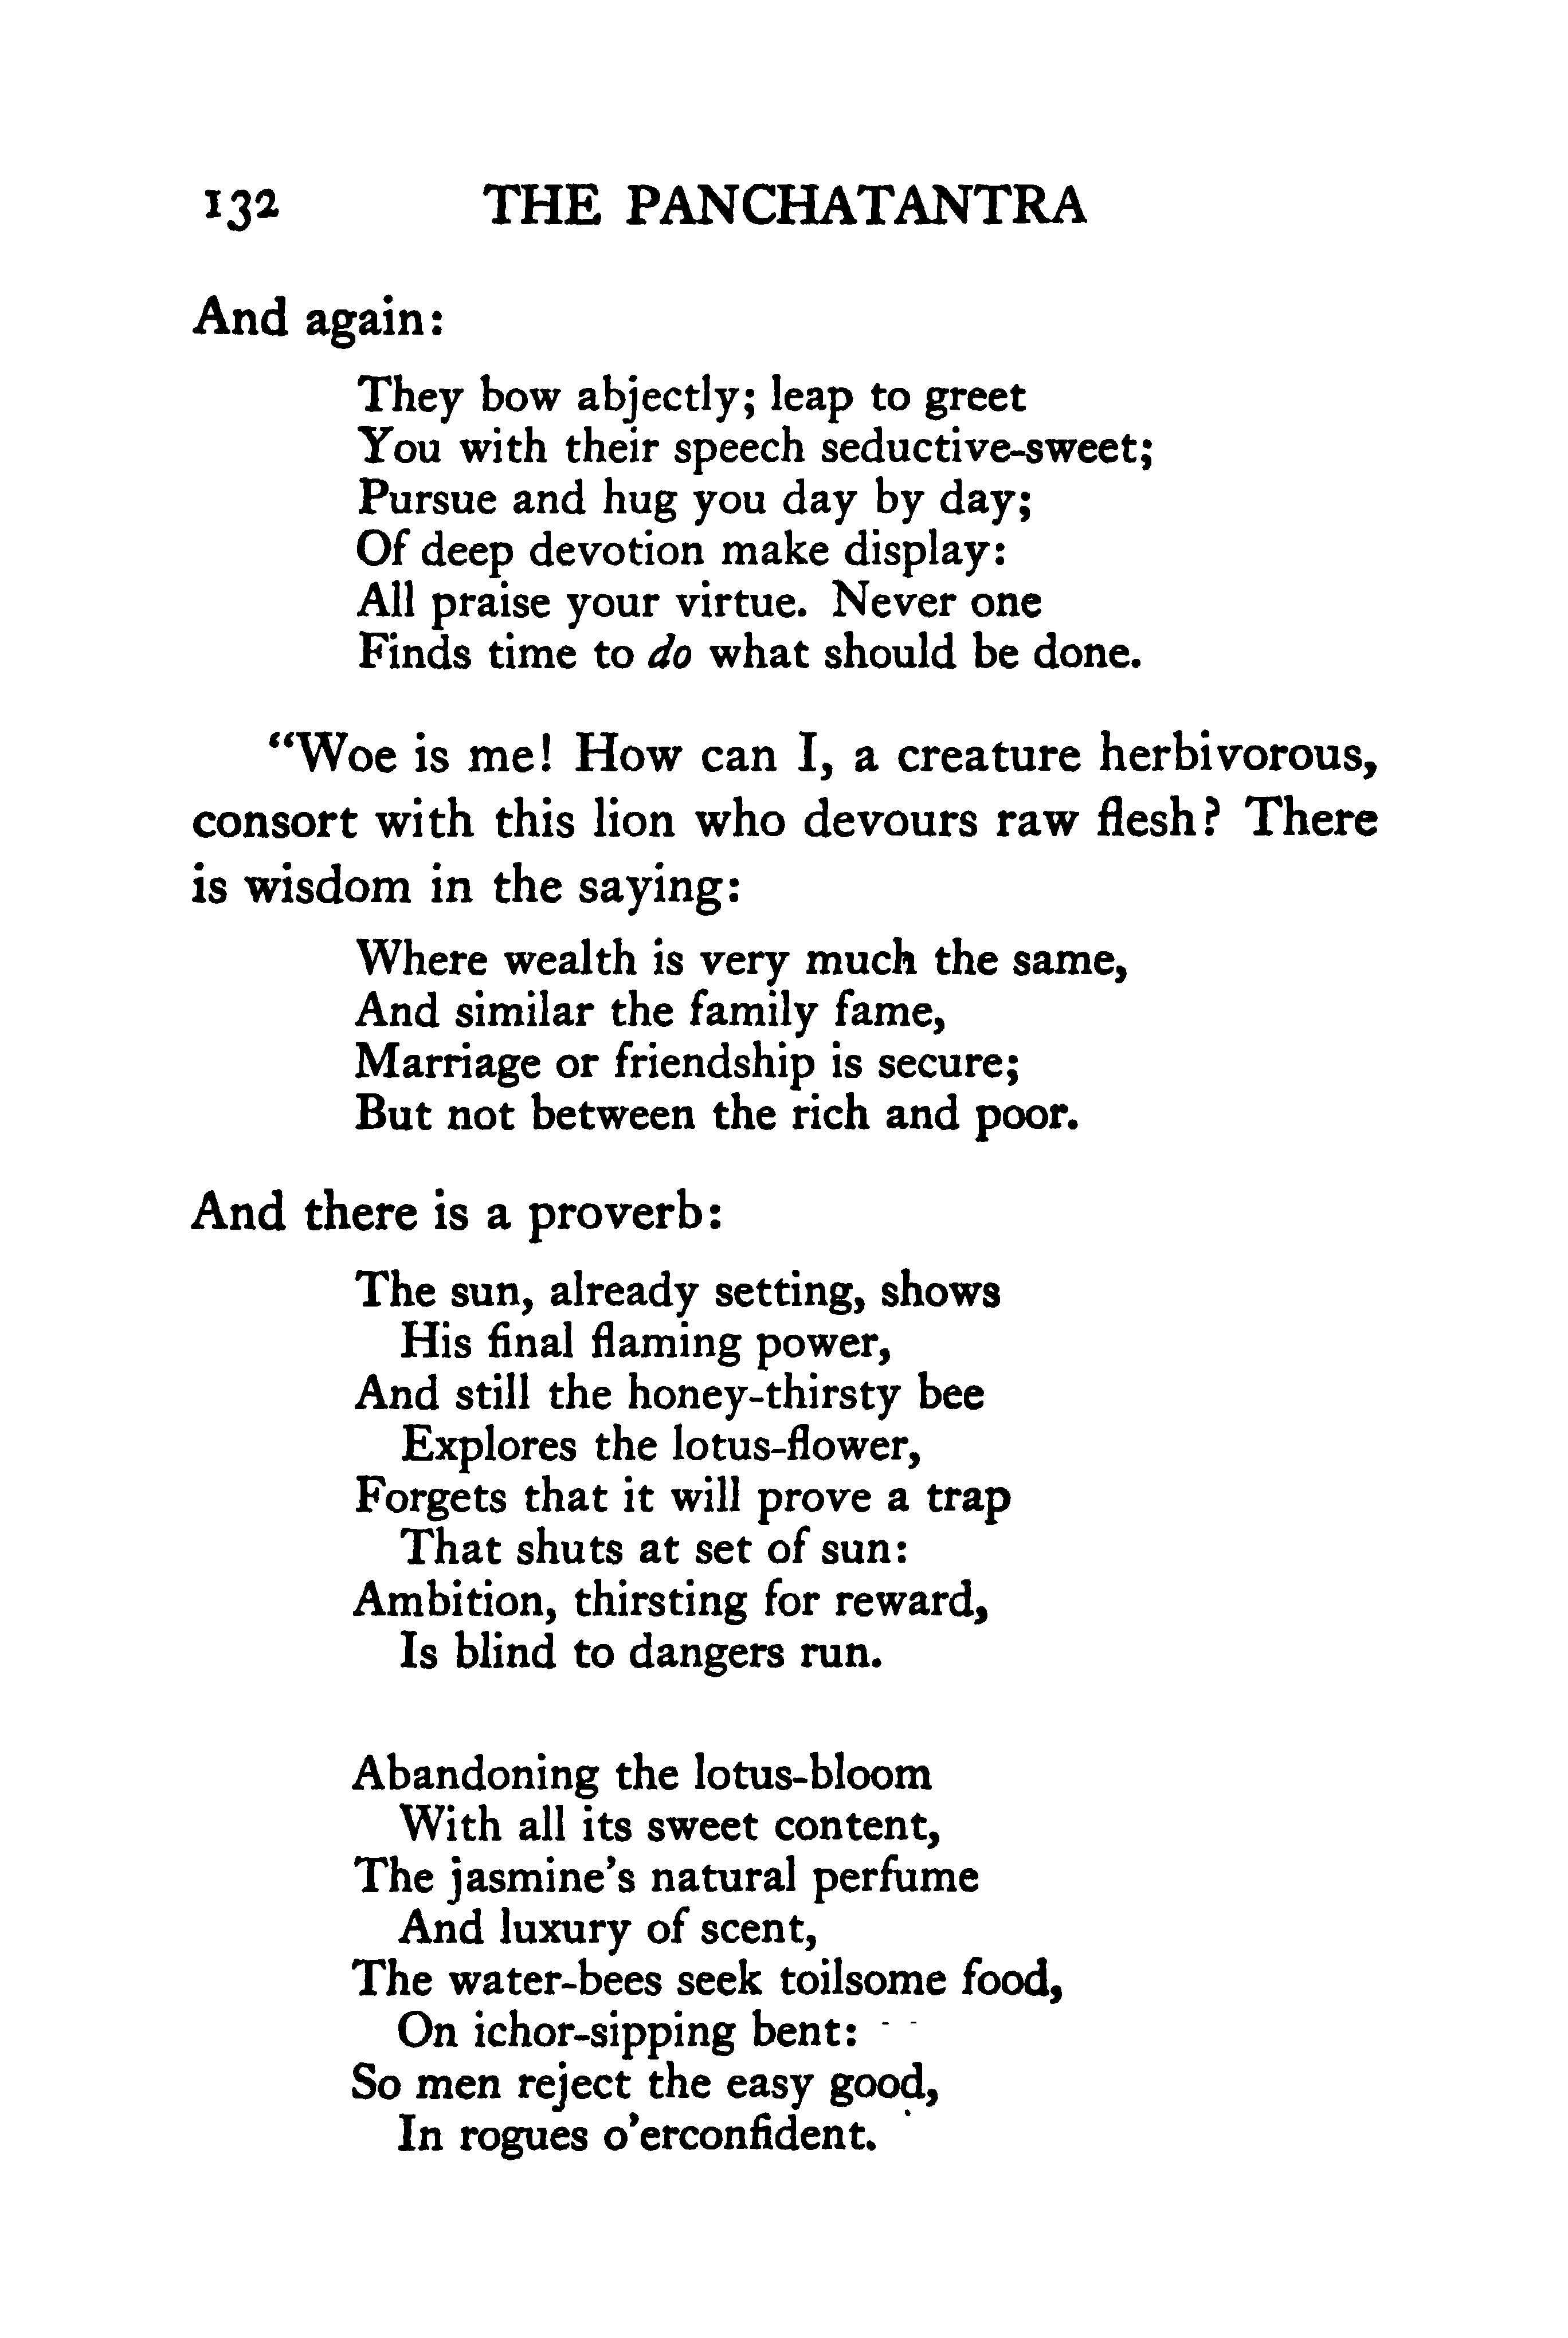 132 THE PANCHATANTRA
And again:
They bow abjectly; leap to greet
You with their speech seductive-sweet;
Pursue and hug you day by day;
Of deep devotion make display:
All praise your virtue. Never one
Finds time to do what should be done.
“Woe is me! How can I, a creature herbivorous,
consort with this lion who devours raw flesh? There
is wisdom in the saying:
Where wealth is very much the same,
And similar the family fame,
Marriage or friendship is secure;
But not between the rich and poor.
And there is a proverb:
The sun, already setting, shows
His final flaming power,
And still the honey-thirsty bee
Explores the lotus-flower,
Forgets that it will prove a trap
That shuts at set of sun:
Ambition, thirsting for reward,
Is blind to dangers run.
Abandoning the lotus-bloom
With all its sweet content,
The jasmine’s natural perfume
And luxury of scent,
The water-bees seek toilsome food,
On ichor-sipping bent:
So men reject the easy good,
In rogues o’erconfident.